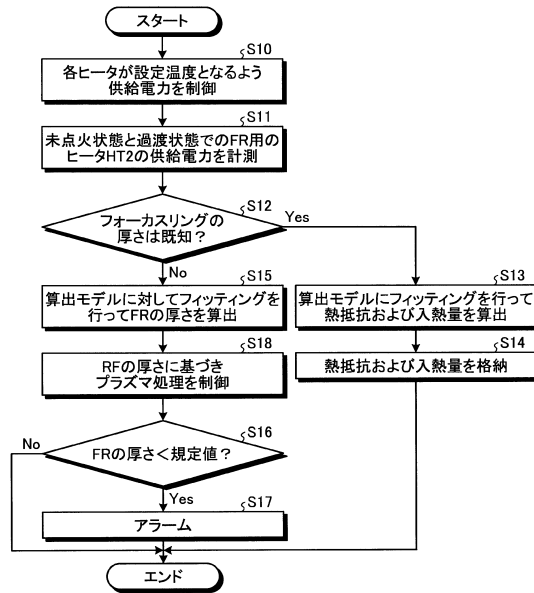 スタート
S10
各ヒータが設定温度となるよう
供給電力を制御
S11
未点火状態と過渡状態でのFR用の
ヒータHT2の供給電力を計測
S12
フォーカスリングの
厚さは既知？
Yes
No
S15
算出モデルに対してフィッティングを
行ってFRの厚さを算出
S13
算出モデルにフィッティングを行って
熱抵抗および入熱量を算出
S18
RFの厚さに基づき
プラズマ処理を制御
S14
熱抵抗および入熱量を格納
S16
No
FRの厚さ＜規定値？
Yes
S17
アラーム
エンド